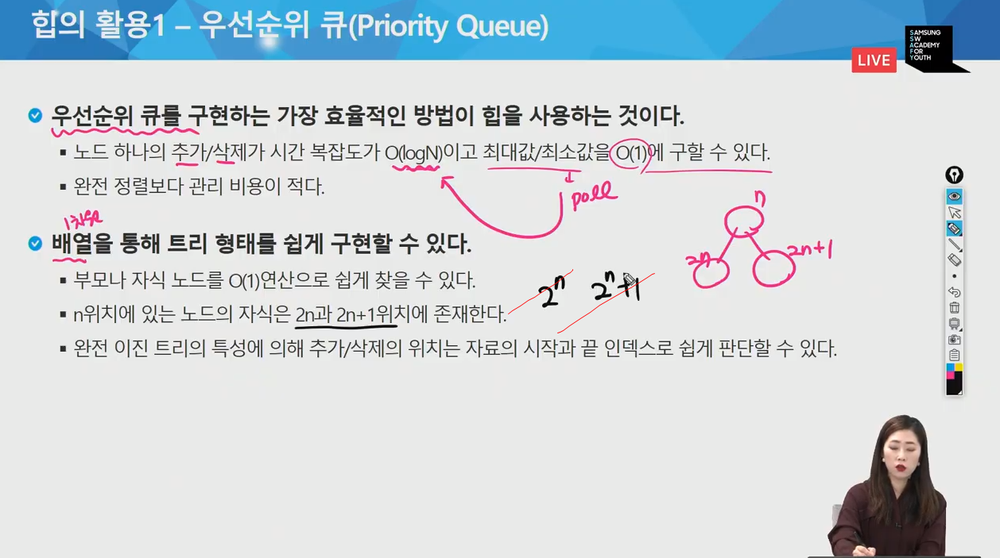 힙의 활용1 – 우선순위 큐(Priority Queue)
SAMSUNG
SW
ACADEMY
FOR
YOUTH
LIVE
우선순위 큐를 구현하는 가장 효율적인 방법이 힙을 사용하는 것이다.
노드 하나의 추가/삭제가 시간 복잡도가 O(logN)이고 최대값/최소값을 O(1)에 구할 수 있다.
완전 정렬보다 관리 비용이 적다.
poll
n
2n
2n+1
1차원
배열을 통해 트리 형태를 쉽게 구현할 수 있다.
부모나 자식 노드를 O(1)연산으로 쉽게 찾을 수 있다.
2ⁿ 2ⁿ+1
n위치에 있는 노드의 자식은 2n과 2n+1위치에 존재한다.
완전 이진 트리의 특성에 의해 추가/삭제의 위치는 자료의 시작과 끝 인덱스로 쉽게 판단할 수 있다.